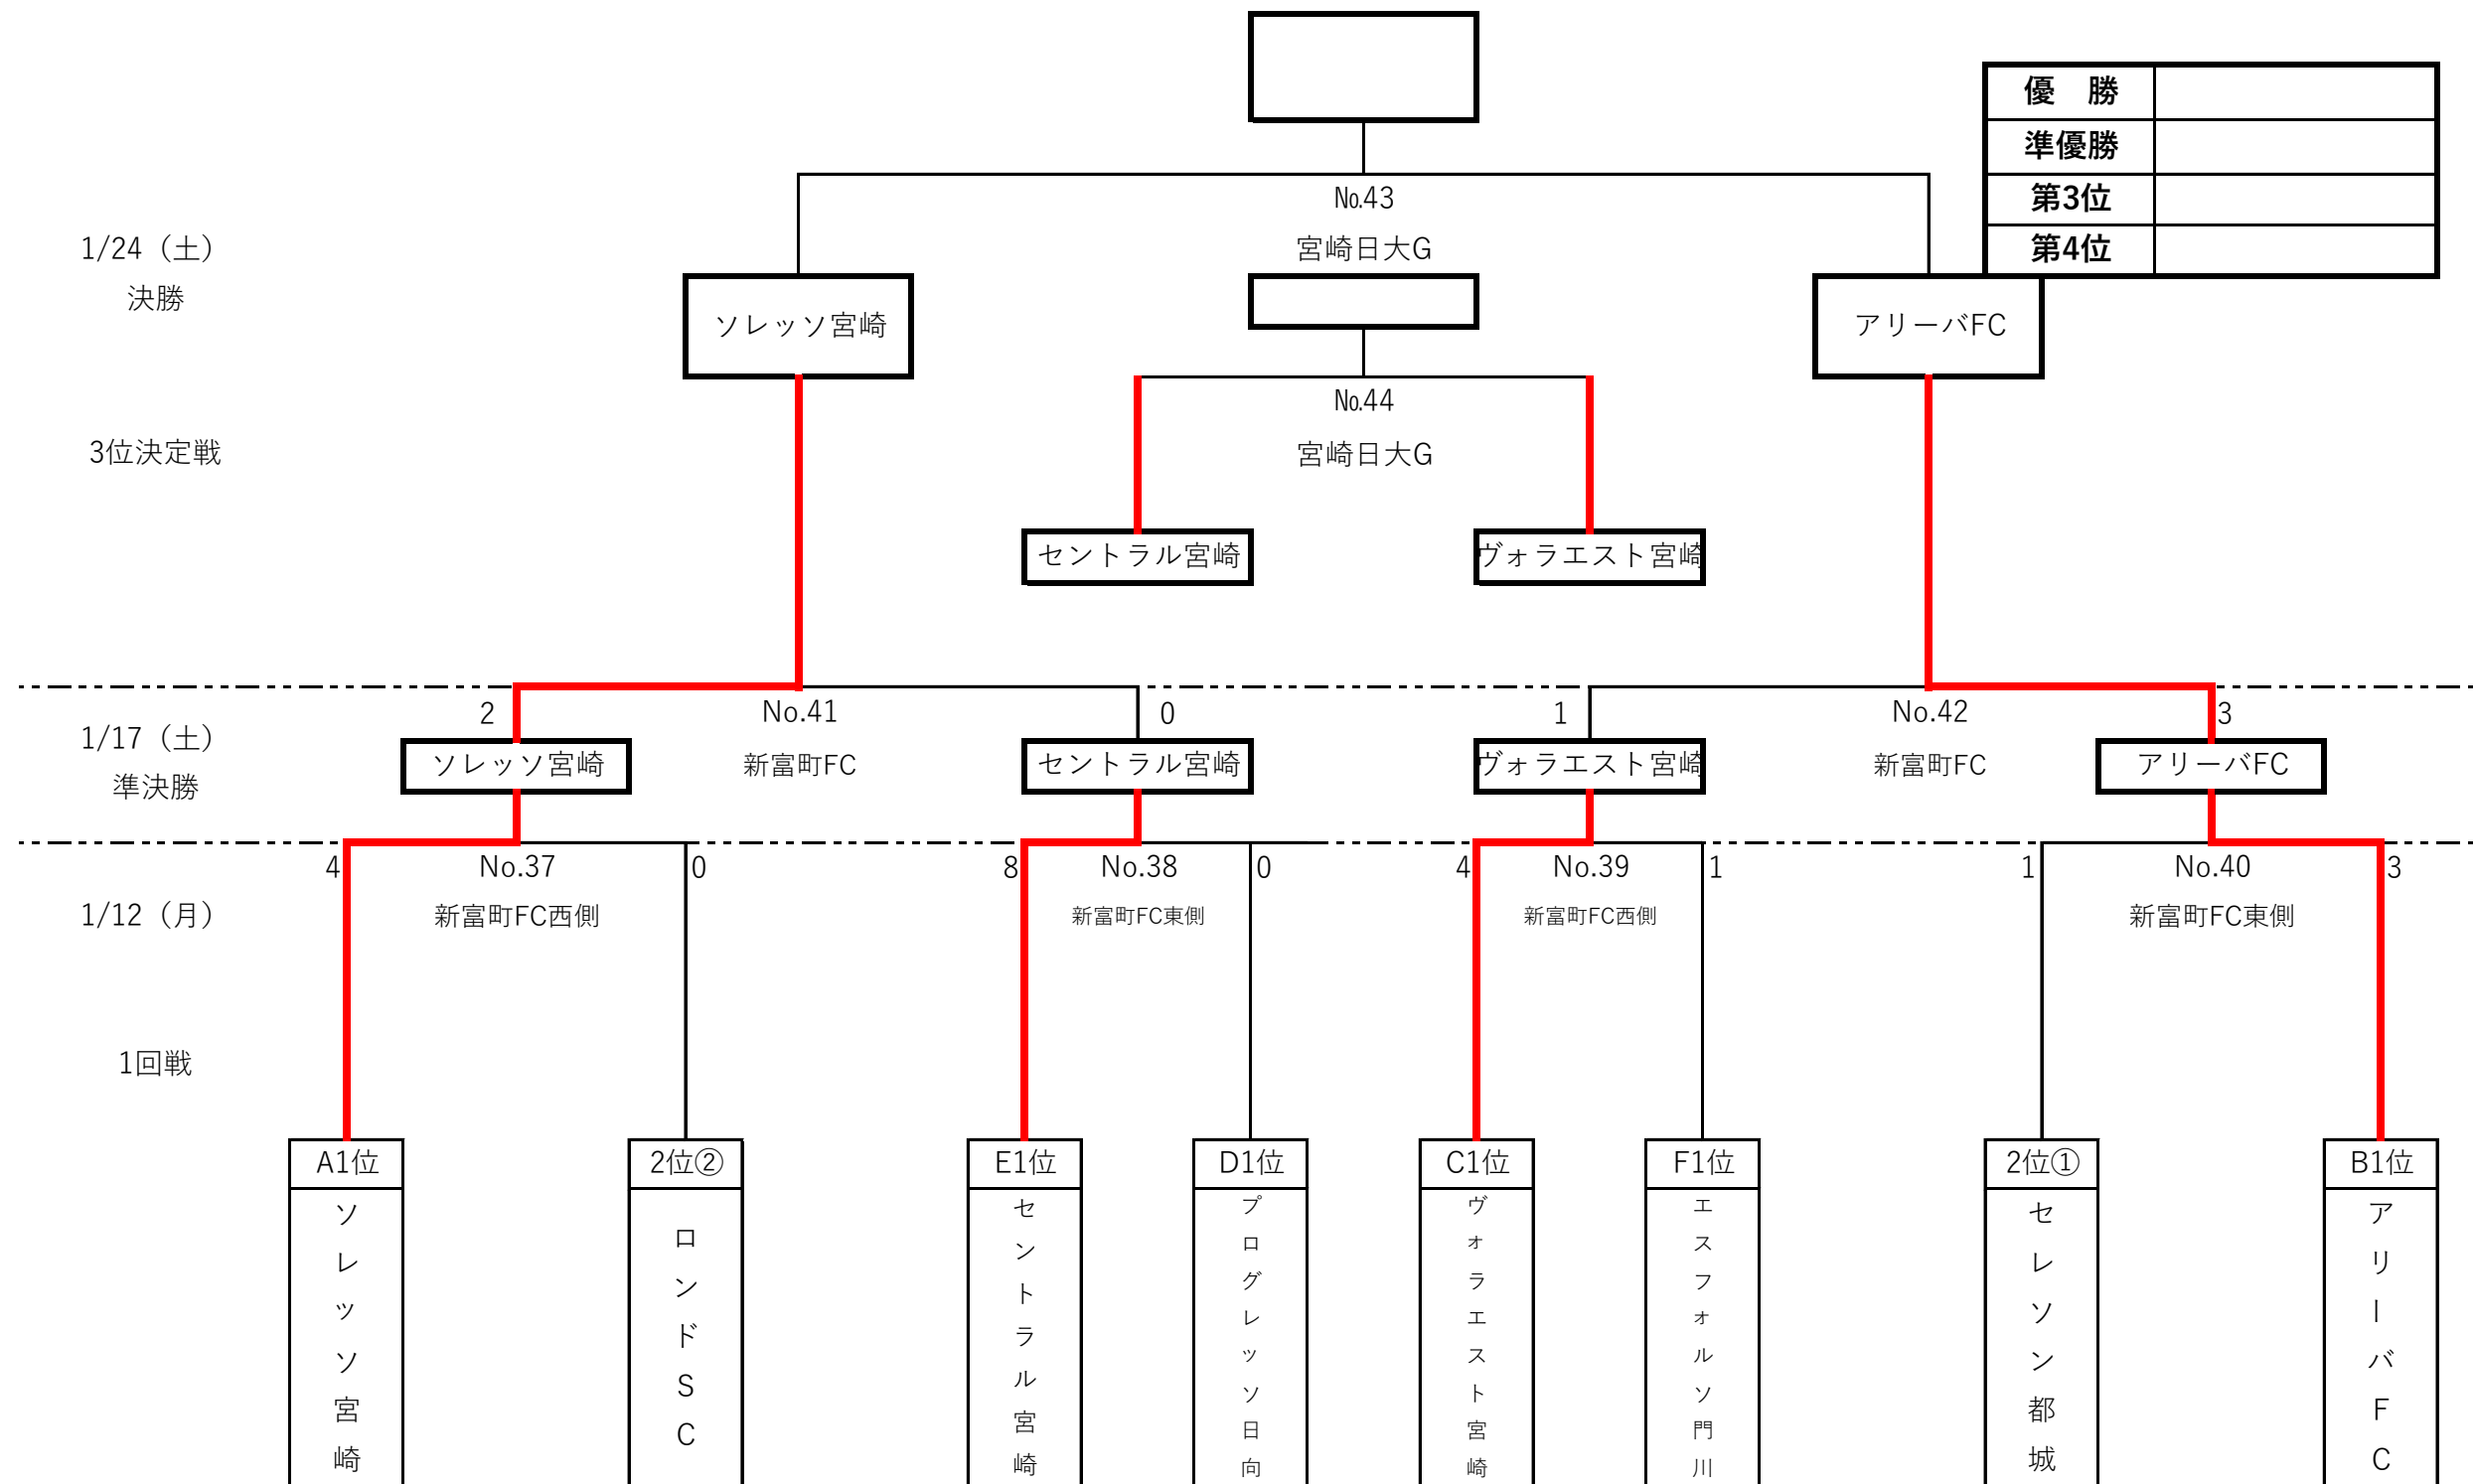 優　勝
準優勝
第3位
第4位
№43
宮崎日大G
1/24（土）
決勝
ソレッソ宮崎
アリーバFC
№44
宮崎日大G
3位決定戦
セントラル宮崎
ヴォラエスト宮崎
2
No.41
0
1
No.42
3
1/17（土）
準決勝
ソレッソ宮崎
新富町FC
セントラル宮崎
ヴォラエスト宮崎
新富町FC
アリーバFC
4
No.37
0
8
No.38
0
4
No.39
1
1
No.40
3
1/12（月）
新富町FC西側
新富町FC東側
新富町FC西側
新富町FC東側
1回戦
A1位
2位②
E1位
D1位
C1位
F1位
2位①
B1位
ソレッソ宮崎
ロンドSC
セントラル宮崎
プログレッソ日向
ヴォラエスト宮崎
エスフォルソ門川
セレソン都城
アリーバFC